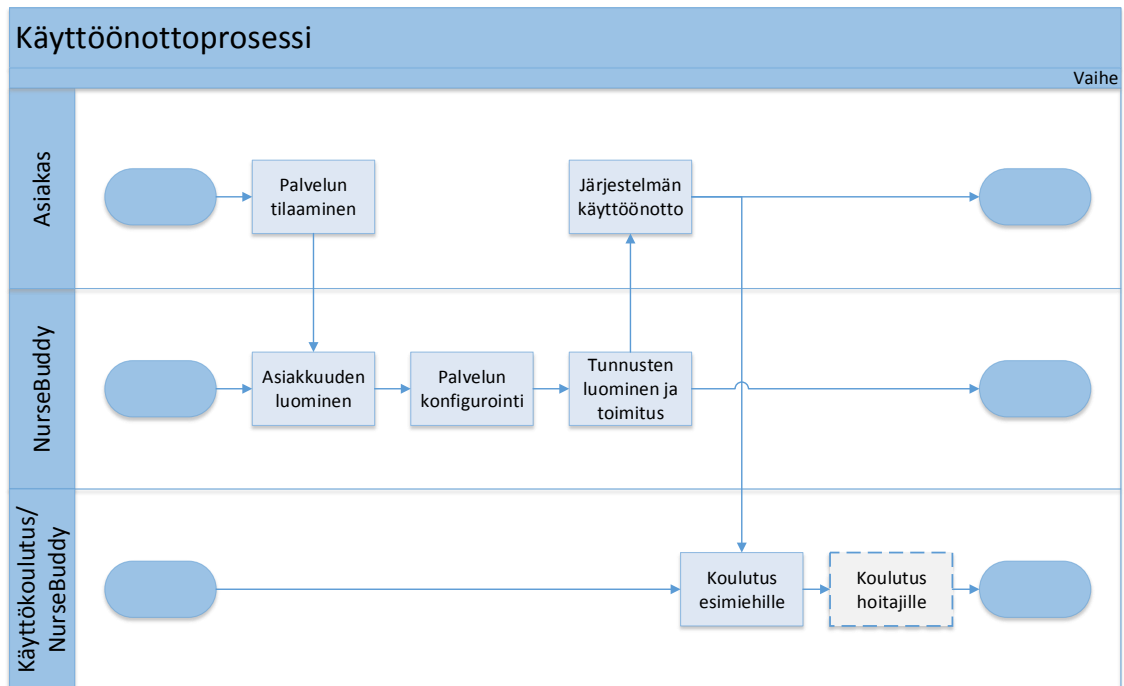 Käyttöönottoprosessi
Vaihe
Asiakas
Palvelun
tilaaminen
Järjestelmän
käyttöönotto
NurseBuddy
Asiakkuuden
luominen
Palvelun
konfigurointi
Tunnusten
luominen ja
toimitus
Käyttökoulutus/
NurseBuddy
Koulutus
esimiehille
Koulutus
hoitajille